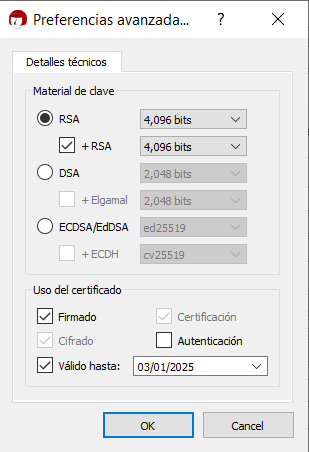 Preferencias avanzada...
Detalles técnicos
Material de clave
RSA 4,096 bits
+ RSA 4,096 bits
DSA 2,048 bits
+ Elgamal 2,048 bits
ECDSA/EdDSA ed25519
+ ECDH cv25519
Uso del certificado
Firmado Certificación
Cifrado Autenticación
Válido hasta: 03/01/2025
OK Cancel